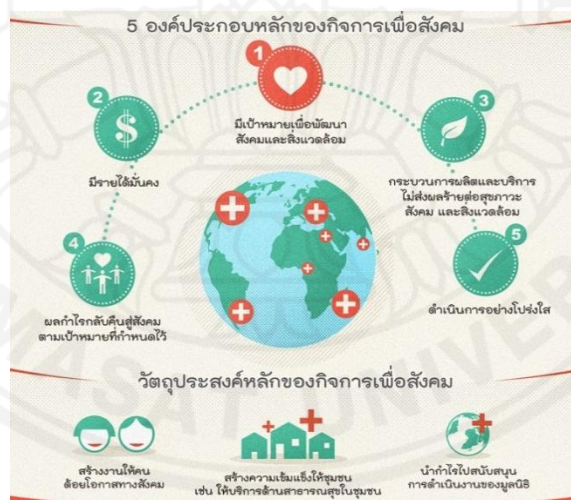 5 องค์ประกอบหลักของกิจการเพื่อสังคม
1
มีเป้าหมายเพื่อพัฒนา
สังคมและสิ่งแวดล้อม
2
$
มีรายได้มั่นคง
3
กระบวนการผลิตและบริการ
ไม่ส่งผลร้ายต่อสุขภาวะ
สังคม และสิ่งแวดล้อม
4
ผลกำไรกลับคืนสู่สังคม
ตามเป้าหมายที่กำหนดไว้
5
ดำเนินการอย่างโปร่งใส
วัตถุประสงค์หลักของกิจการเพื่อสังคม
สร้างงานให้คน
ด้อยโอกาสทางสังคม
สร้างความเข้มแข็งให้ชุมชน
เช่น ให้บริการด้านสาธารณสุขในชุมชน
นำกำไรไปสนับสนุน
การดำเนินงานของมูลนิธิ